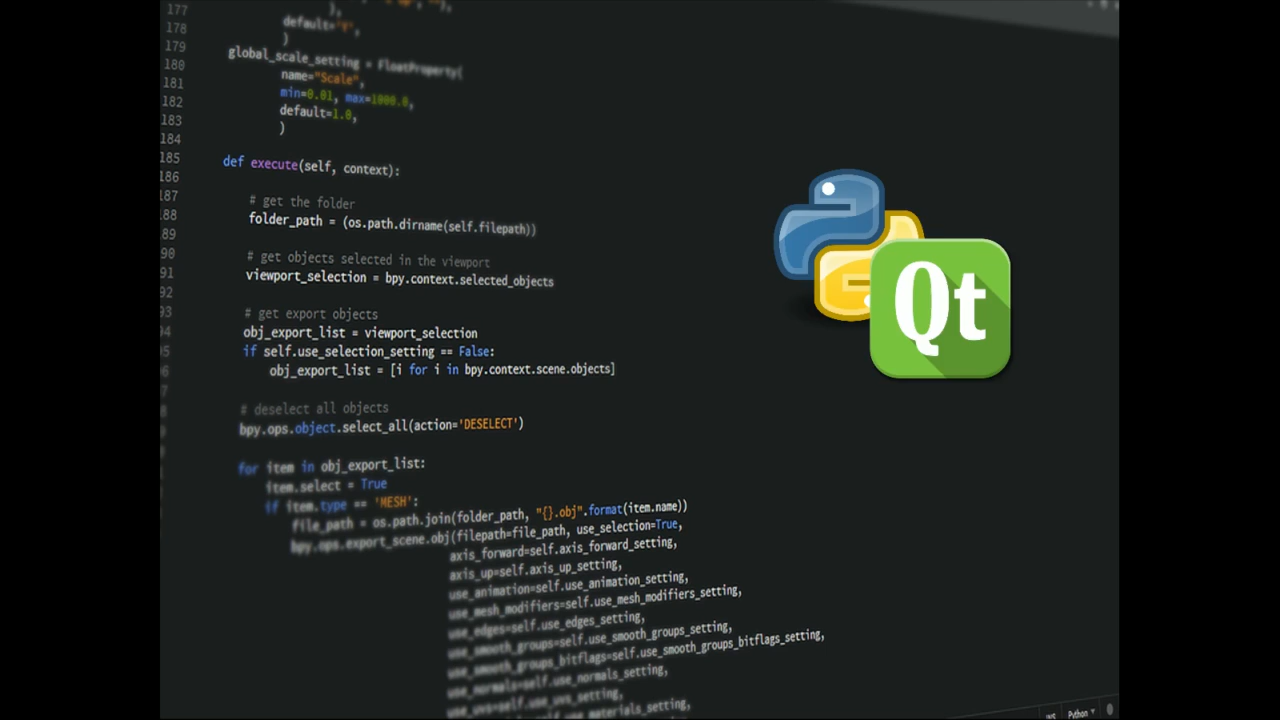 177
178
default='Y',
179
)
180
global_scale_setting = FloatProperty(
181
name="Scale",
182
min=0.01, max=1000.0,
183
default=1.0,
184
)
185
186
def execute(self, context):
187
# get the folder
188
folder_path = (os.path.dirname(self.filepath))
89
90
# get objects selected in the viewport
91
viewport_selection = bpy.context.selected_objects
92
93
# get export objects
94
obj_export_list = viewport_selection
if self.use_selection_setting == False:
obj_export_list = [i for i in bpy.context.scene.objects]
# deselect all objects
bpy.ops.object.select_all(action='DESELECT')
for item in obj_export_list:
item.select = True
if item.type == 'MESH':
file_path = os.path.join(folder_path, "{}.obj".format(item.name))
bpy.ops.export_scene.obj(filepath=file_path, use_selection=True,
axis_forward=self.axis_forward_setting,
axis_up=self.axis_up_setting,
use_animation=self.use_animation_setting,
use_mesh_modifiers=self.use_mesh_modifiers_setting,
use_edges=self.use_edges_setting,
use_smooth_groups=self.use_smooth_groups_setting,
use_smooth_groups_bitflags=self.use_smooth_groups_bitflags_setting,
use_normals=self.use_normals_setting,
use_uvs=self.use_uvs_setting,
Python
Qt